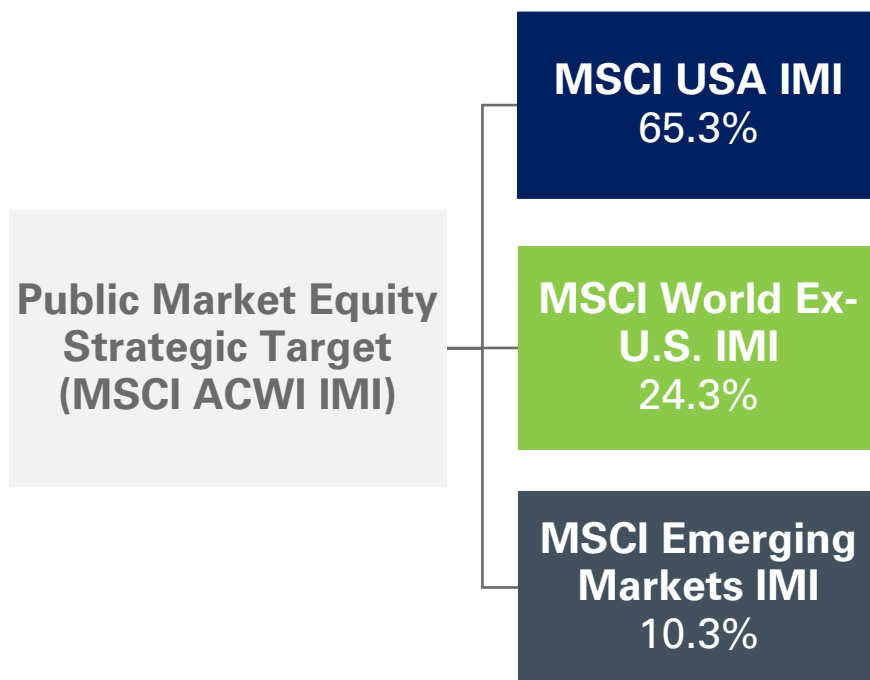 Public Market Equity
Strategic Target
(MSCI ACWI IMI)
MSCI USA IMI
65.3%
MSCI World Ex-
U.S. IMI
24.3%
MSCI Emerging
Markets IMI
10.3%